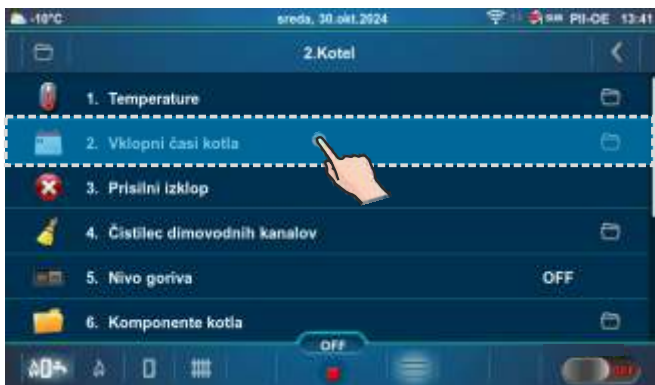 -10°C sreda, 30.okt.2024 PII-OE 13:41
2.Kotel
1. Temperature
2. Vklopni časi kotla
3. Prisilni izklop
4. Čistilec dimovodnih kanalov
5. Nivo goriva OFF
6. Komponente kotla
OFF
OFF